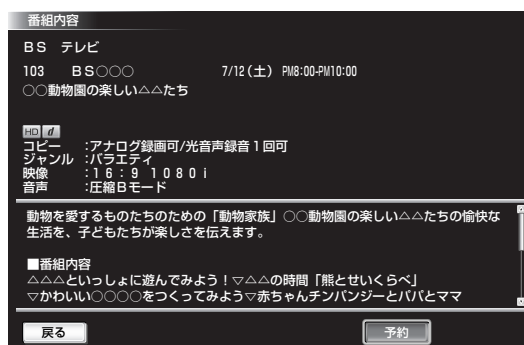 番組内容
BS テレビ
103 BS○○○ 7/12(土) PM8:00-PM10:00
○○動物園の楽しい△△たち
HD d
コピー :アナログ録画可/光音声録音1回可
ジャンル :バラエティ
映像 :16:9 1080i
音声 :圧縮Bモード
動物を愛するものたちのための「動物家族」○○動物園の楽しい△△たちの愉快な
生活を、子どもたちが楽しさを伝えます。
■番組内容
△△△といっしょに遊んでみよう!▽△△の時間「熊とせいくらべ」
▽かわいい○○○○をつくってみよう▽赤ちゃんチンパンジーとパパとママ
戻る 予約